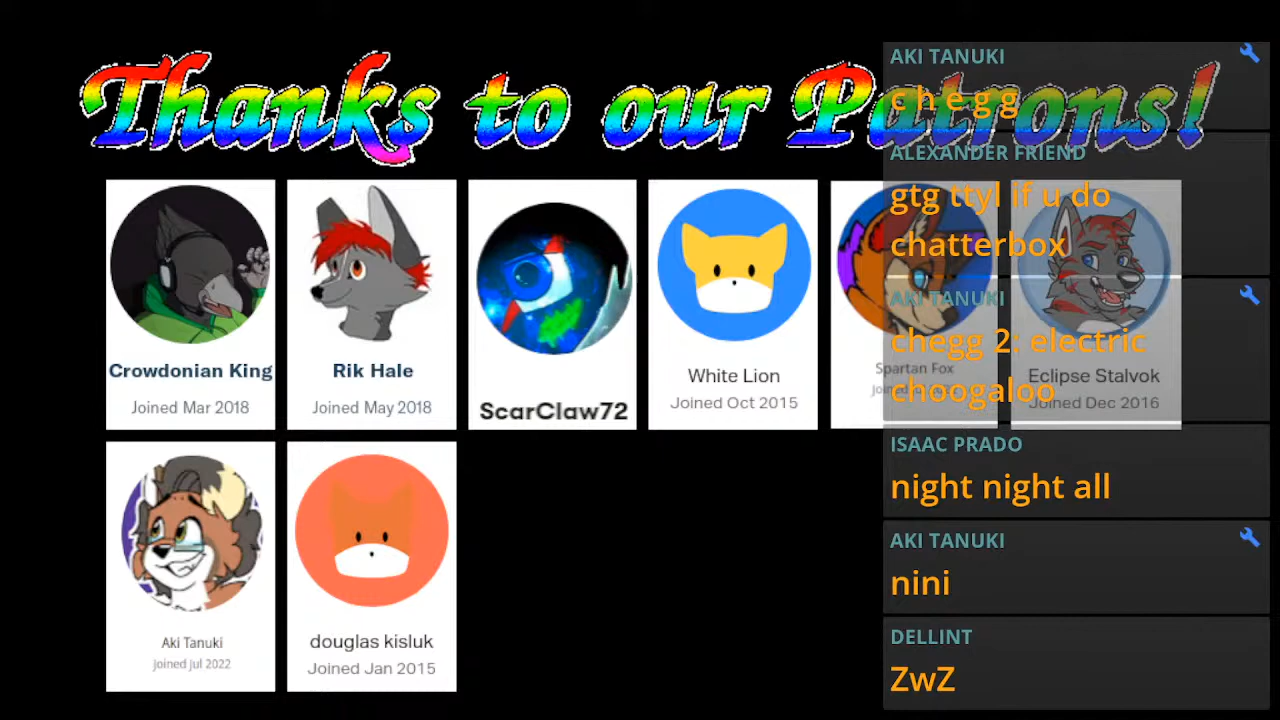 Thanks to our Patrons!
Crowdonian King
Joined Mar 2018
Rik Hale
Joined May 2018
ScarClaw72
White Lion
Joined Oct 2015
Spartan Fox
Eclipse Stalvok
Joined Dec 2016
Aki Tanuki
joined jul 2022
douglas kisluk
Joined Jan 2015
AKI TANUKI
c h e g g
ALEXANDER FRIEND
gtg ttyl if u do
chatterbox
AKI TANUKI
chegg 2: electric
choogaloo
ISAAC PRADO
night night all
AKI TANUKI
nini
DELLINT
ZwZ